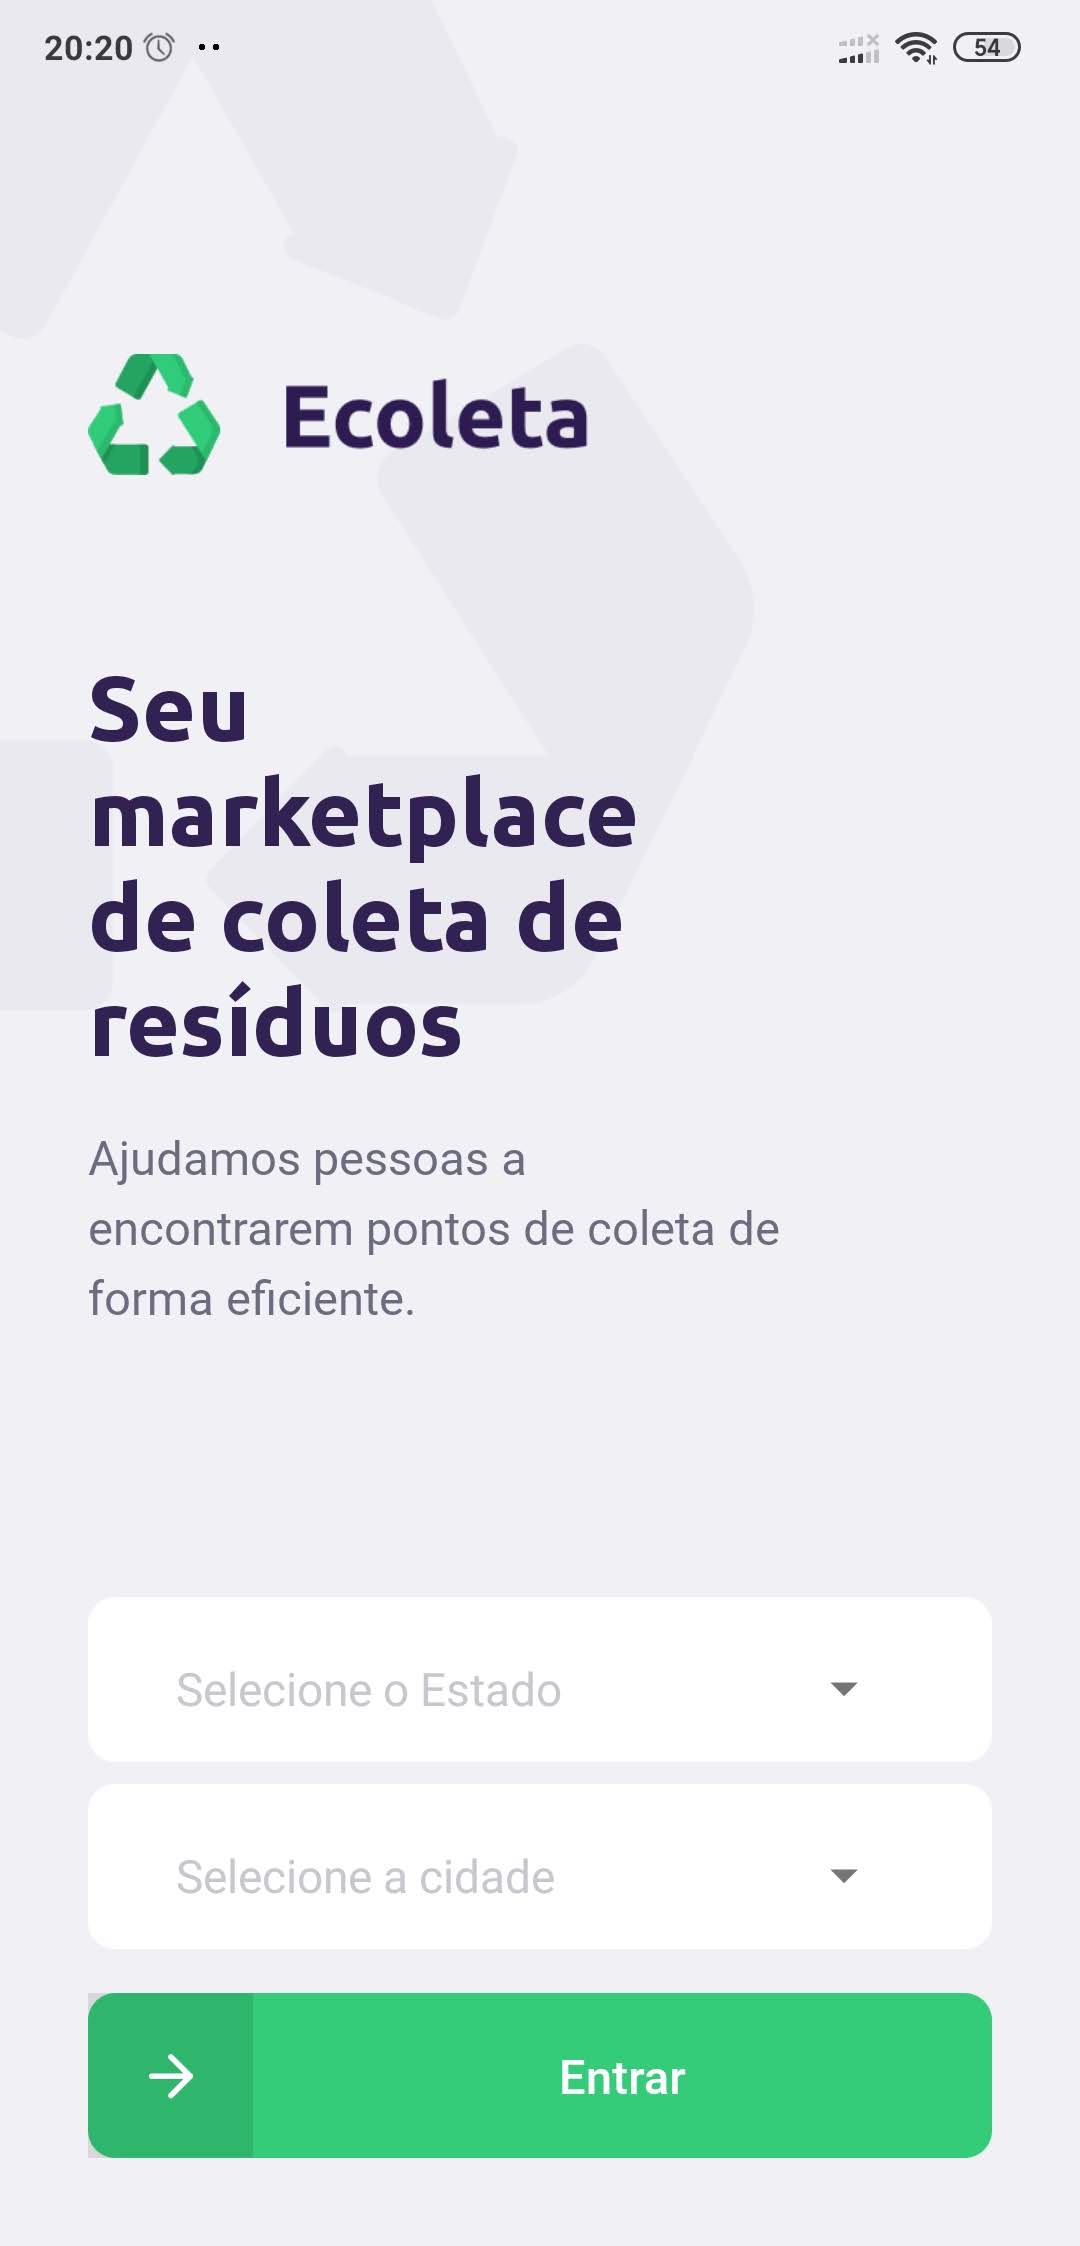 20:20
54
Ecoleta
Seu
marketplace
de coleta de
resíduos
Ajudamos pessoas a
encontrarem pontos de coleta de
forma eficiente.
Selecione o Estado
Selecione a cidade
Entrar